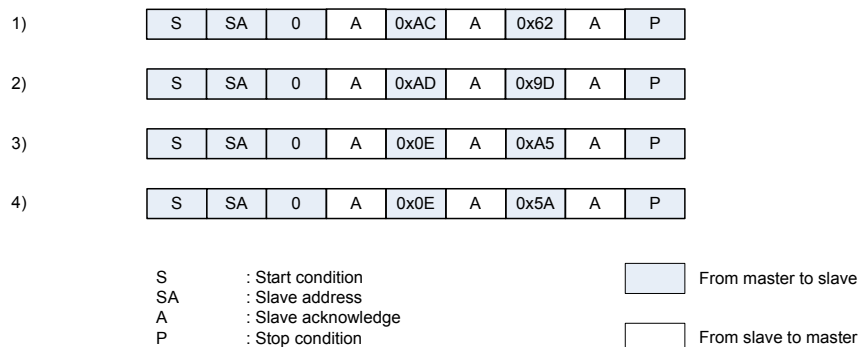 1) S SA 0 A 0xAC A 0x62 A P
2) S SA 0 A 0xAD A 0x9D A P
3) S SA 0 A 0x0E A 0xA5 A P
4) S SA 0 A 0x0E A 0x5A A P
S : Start condition
SA : Slave address
A : Slave acknowledge
P : Stop condition
From master to slave
From slave to master